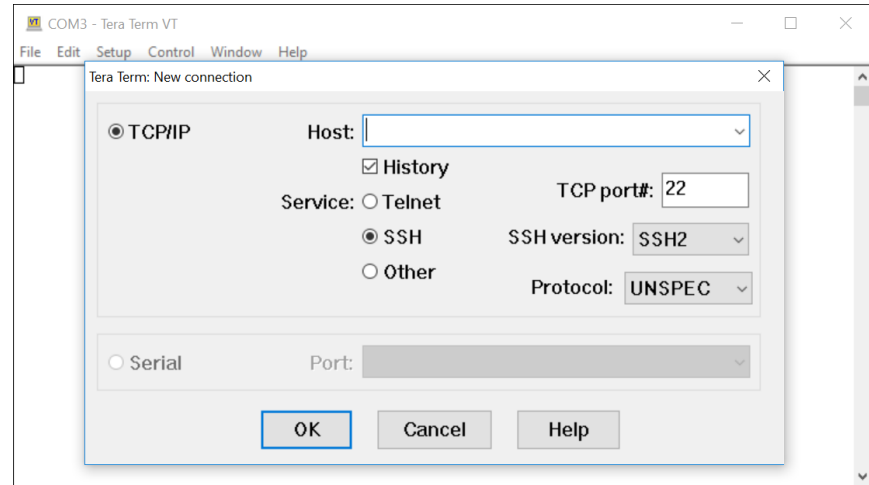 VT COM3 - Tera Term VT
File Edit Setup Control Window Help
Tera Term: New connection
TCP/IP Host:
History
TCP port#: 22
Service: Telnet
SSH SSH version: SSH2
Other
Protocol: UNSPEC
Serial Port:
OK Cancel Help